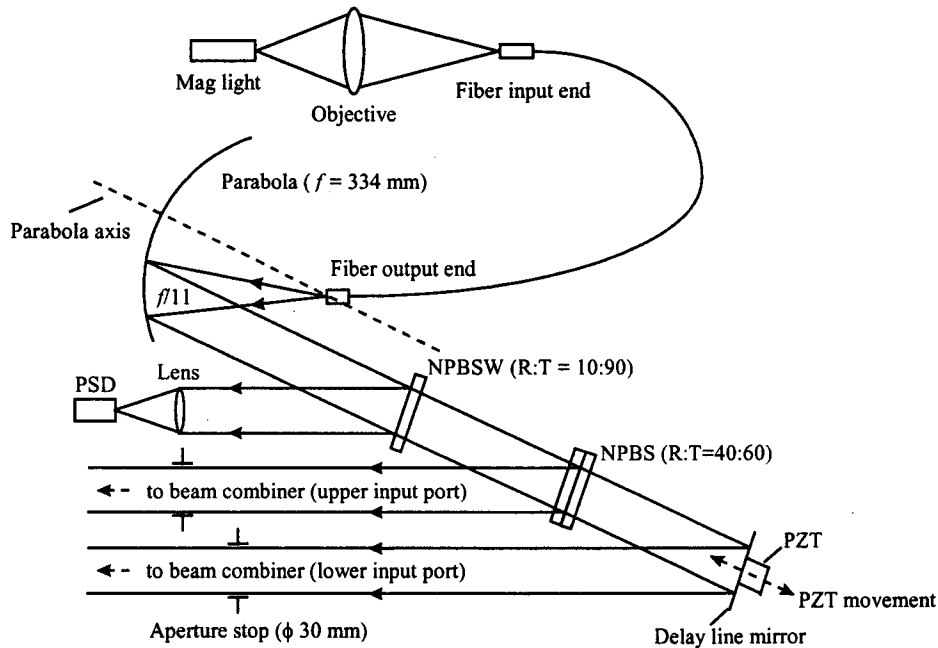 Mag light
Objective
Fiber input end
Parabola (f = 334 mm)
Parabola axis
Fiber output end
f/11
NPBSW (R:T = 10:90)
PSD
Lens
NPBS (R:T=40:60)
to beam combiner (upper input port)
PZT
to beam combiner (lower input port)
PZT movement
Aperture stop (ϕ 30 mm)
Delay line mirror